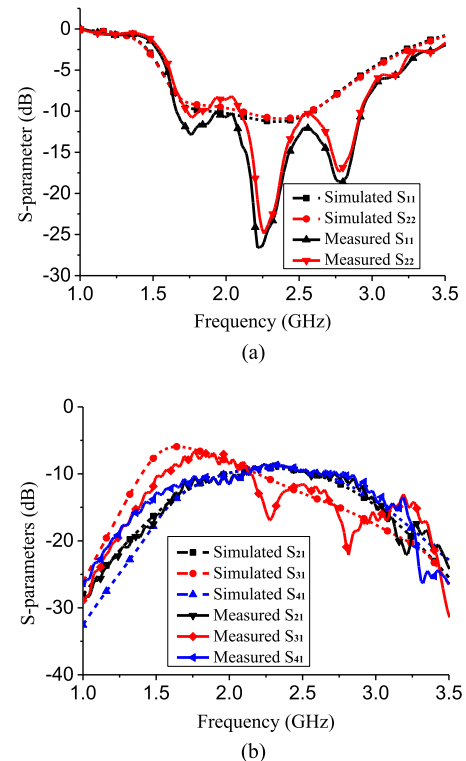 (a)
0
-5
-10
-15
-20
-25
-30
S-parameter (dB)
Simulated S₁₁
Simulated S₂₂
Measured S₁₁
Measured S₂₂
1.0 1.5 2.0 2.5 3.0 3.5
Frequency (GHz)
(a)
0
-10
-20
-30
-40
S-parameters (dB)
Simulated S₂₁
Simulated S₃₁
Simulated S₄₁
Measured S₂₁
Measured S₃₁
Measured S₄₁
1.0 1.5 2.0 2.5 3.0 3.5
Frequency (GHz)
(b)